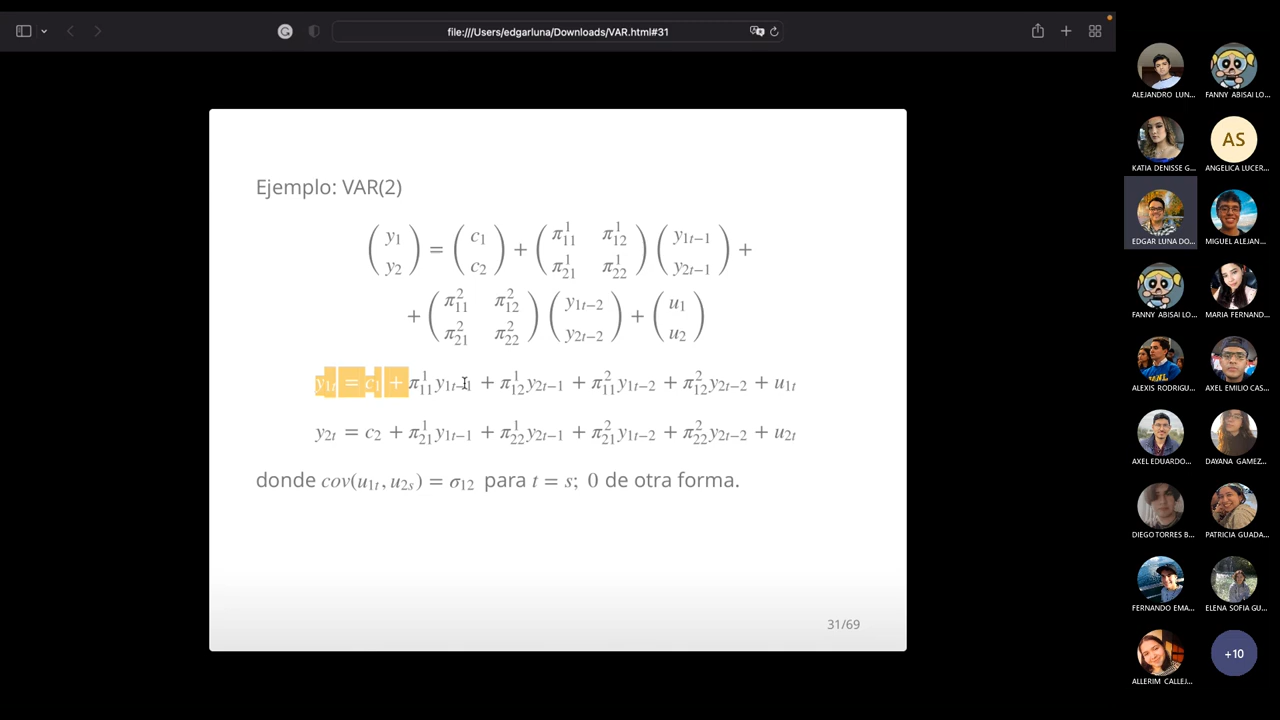 file:///Users/edgarluna/Downloads/VAR.html#31
Ejemplo: VAR(2)
(y₁ y₂) = (c₁ c₂) + (π¹₁₁ π¹₁₂ π¹₂₁ π¹₂₂) (y₁ₜ₋₁ y₂ₜ₋₁) +
+ (π²₁₁ π²₁₂ π²₂₁ π²₂₂) (y₁ₜ₋₂ y₂ₜ₋₂) + (u₁ u₂)
y₁ₜ = c₁ + π¹₁₁y₁ₜ₋₁ + π¹₁₂y₂ₜ₋₁ + π²₁₁y₁ₜ₋₂ + π²₁₂y₂ₜ₋₂ + u₁ₜ
y₂ₜ = c₂ + π¹₂₁y₁ₜ₋₁ + π¹₂₂y₂ₜ₋₁ + π²₂₁y₁ₜ₋₂ + π²₂₂y₂ₜ₋₂ + u₂ₜ
donde cov(u₁ₜ, u₂ₛ) = σ₁₂ para t = s; 0 de otra forma.
31/69
ALEJANDRO LUN...
FANNY ABISAI LO...
KATIA DENISSE G...
AS
ANGELICA LUCER...
EDGAR LUNA DO...
MIGUEL ALEJAN...
FANNY ABISAI LO...
MARIA FERNAND...
ALEXIS RODRIGU...
AXEL EMILIO CAS...
AXEL EDUARDO...
DAYANA GAMEZ...
DIEGO TORRES B...
PATRICIA GUADA...
FERNANDO EMA...
ELENA SOFIA GU...
ALLERIM CALLEJ...
+10